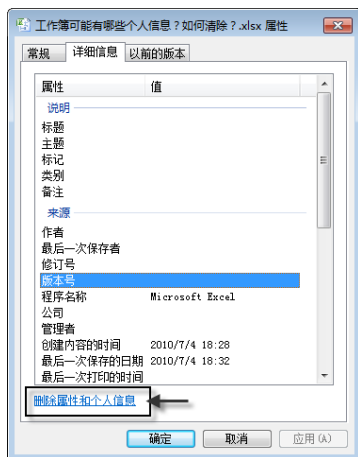 工作簿可能有哪些个人信息？如何清除？.xlsx 属性
常规 详细信息 以前的版本
属性 值
说明
标题
主题
标记
类别
备注
来源
作者
最后一次保存者
修订号
版本号
程序名称 Microsoft Excel
公司
管理者
创建内容的时间 2010/7/4 18:28
最后一次保存的日期 2010/7/4 18:32
最后一次打印的时间
删除属性和个人信息
确定 取消 应用(A)